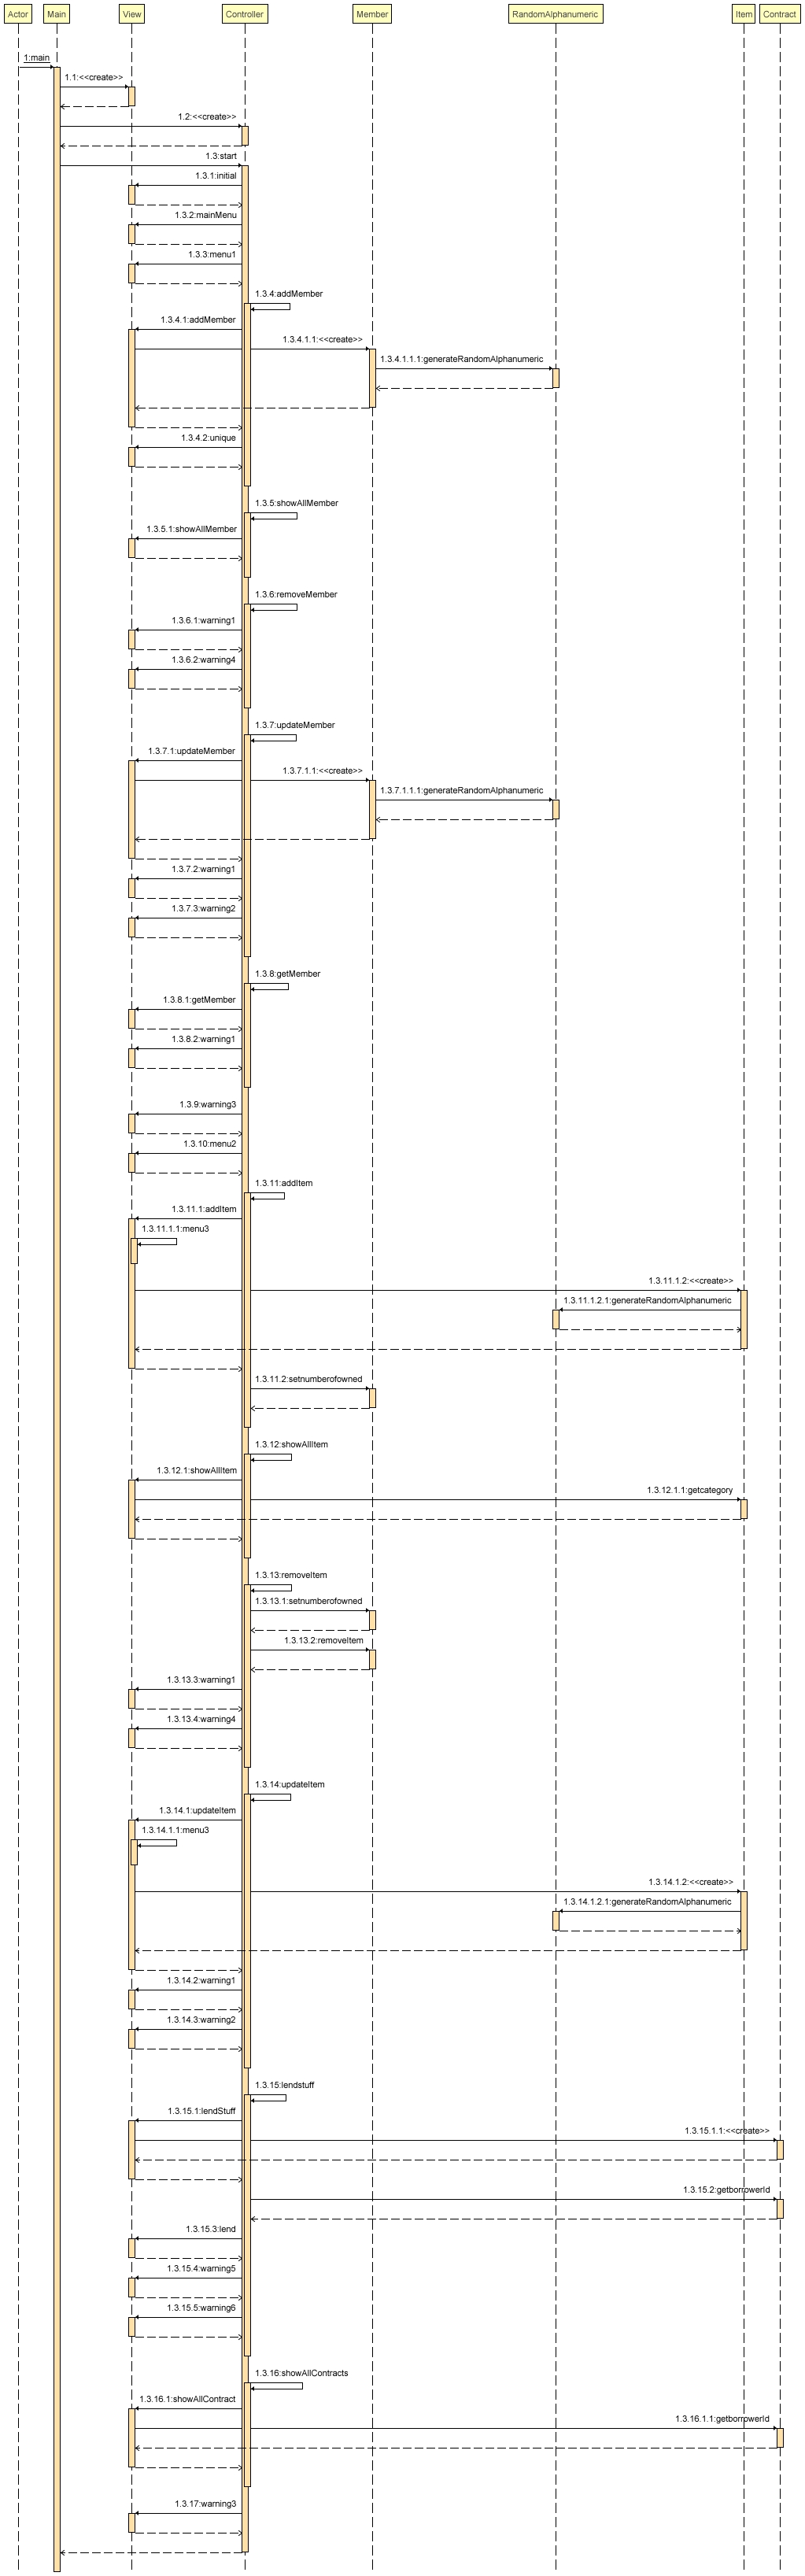 Actor
Main
View
Controller
Member
RandomAlphanumeric
Item
Contract
1:main
1.1:<<create>>
1.2:<<create>>
1.3:start
1.3.1:initial
1.3.2:mainMenu
1.3.3:menu1
1.3.4:addMember
1.3.4.1:addMember
1.3.4.1.1:<<create>>
1.3.4.1.1.1:generateRandomAlphanumeric
1.3.4.2:unique
1.3.5:showAllMember
1.3.5.1:showAllMember
1.3.6:removeMember
1.3.6.1:warning1
1.3.6.2:warning4
1.3.7:updateMember
1.3.7.1:updateMember
1.3.7.1.1:<<create>>
1.3.7.1.1.1:generateRandomAlphanumeric
1.3.7.2:warning1
1.3.7.3:warning2
1.3.8:getMember
1.3.8.1:getMember
1.3.8.2:warning1
1.3.9:warning3
1.3.10:menu2
1.3.11:addItem
1.3.11.1:addItem
1.3.11.1.1:menu3
1.3.11.1.2:<<create>>
1.3.11.1.2.1:generateRandomAlphanumeric
1.3.11.2:setnumberofowned
1.3.12:showAllItem
1.3.12.1:showAllItem
1.3.12.1.1:getcategory
1.3.13:removeItem
1.3.13.1:setnumberofowned
1.3.13.2:removeItem
1.3.13.3:warning1
1.3.13.4:warning4
1.3.14:updateItem
1.3.14.1:updateItem
1.3.14.1.1:menu3
1.3.14.1.2:<<create>>
1.3.14.1.2.1:generateRandomAlphanumeric
1.3.14.2:warning1
1.3.14.3:warning2
1.3.15:lendstuff
1.3.15.1:lendStuff
1.3.15.1.1:<<create>>
1.3.15.2:getborrowerId
1.3.15.3:lend
1.3.15.4:warning5
1.3.15.5:warning6
1.3.16:showAllContracts
1.3.16.1:showAllContract
1.3.16.1.1:getborrowerId
1.3.17:warning3